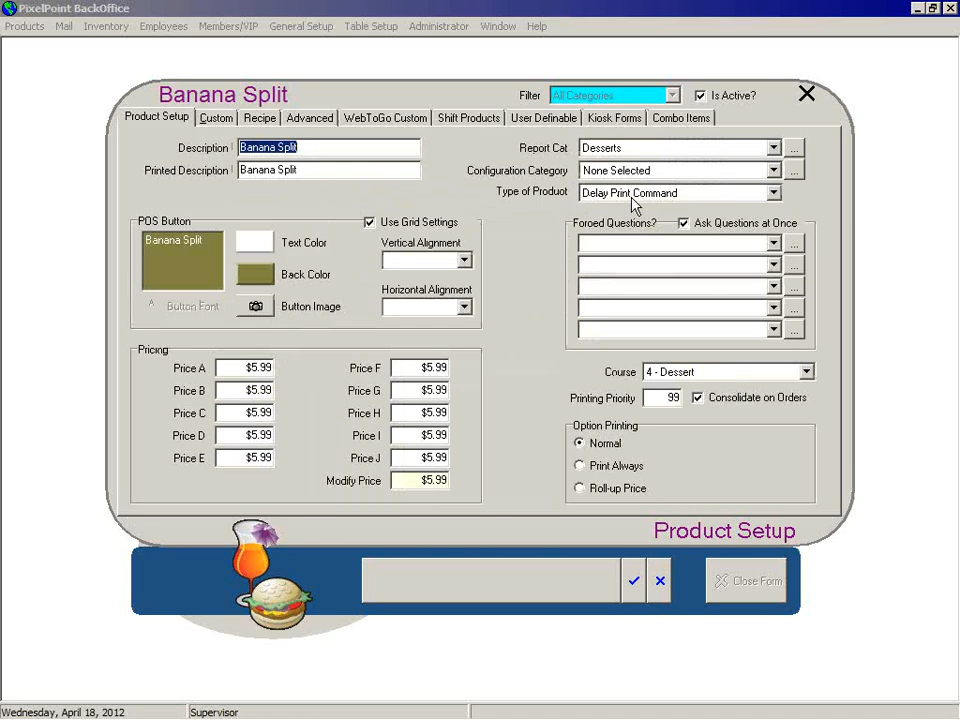 PixelPoint BackOffice
Products Mail Inventory Employees Members/VIP General Setup Table Setup Administrator Window Help
Banana Split
Filter All Categories Is Active?
Product Setup Custom Recipe Advanced WebToGo Custom Shift Products User Definable Kiosk Forms Combo Items
Description Banana Split
Printed Description Banana Split
Report Cat Desserts ...
Configuration Category None Selected ...
Type of Product Delay Print Command
POS Button
Use Grid Settings
Banana Split
Text Color
Back Color
A Button Font
Button Image
Vertical Alignment
Horizontal Alignment
Forced Questions? Ask Questions at Once
...
...
...
...
...
Pricing
Price A $5.99 Price F $5.99
Price B $5.99 Price G $5.99
Price C $5.99 Price H $5.99
Price D $5.99 Price I $5.99
Price E $5.99 Price J $5.99
Modify Price $5.99
Course 4 - Dessert
Printing Priority 99 Consolidate on Orders
Option Printing
Normal
Print Always
Roll-up Price
Product Setup
Close Form
Wednesday, April 18, 2012 Supervisor